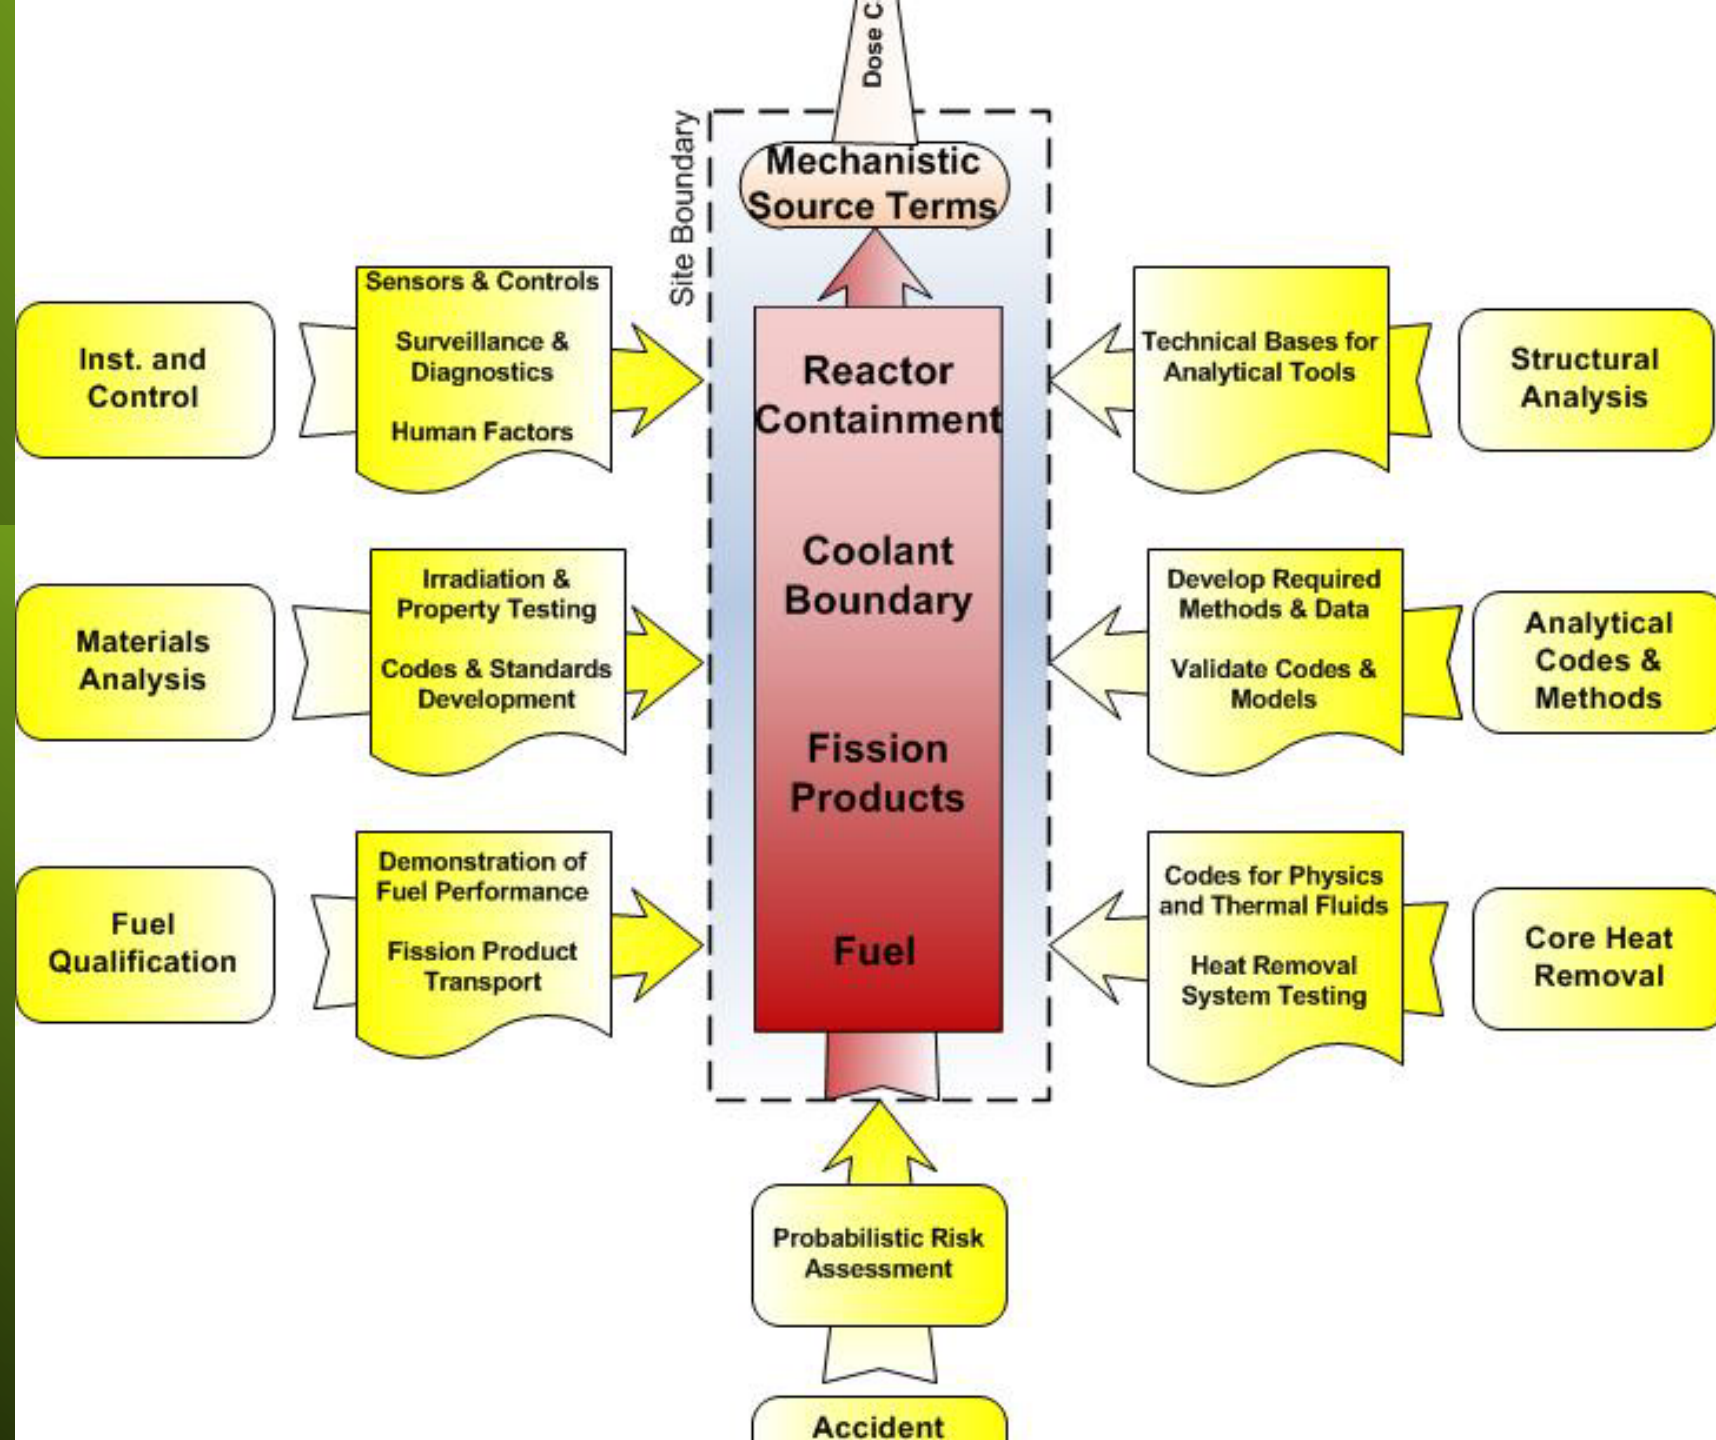 Dose C
Site Boundary
Mechanistic
Source Terms
Inst. and
Control
Sensors & Controls
Surveillance &
Diagnostics
Human Factors
Reactor
Containment
Technical Bases for
Analytical Tools
Structural
Analysis
Materials
Analysis
Irradiation &
Property Testing
Codes & Standards
Development
Coolant
Boundary
Develop Required
Methods & Data
Validate Codes &
Models
Analytical
Codes &
Methods
Fission
Products
Fuel
Qualification
Demonstration of
Fuel Performance
Fission Product
Transport
Fuel
Codes for Physics
and Thermal Fluids
Heat Removal
System Testing
Core Heat
Removal
Probabilistic Risk
Assessment
Accident